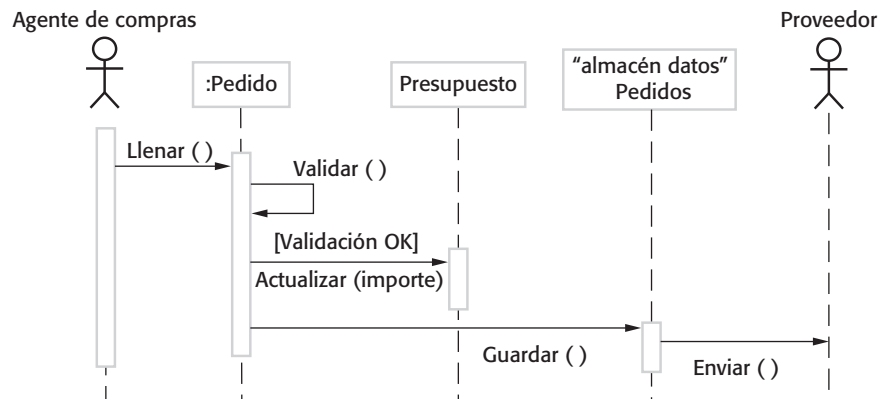 Agente de compras
Proveedor
:Pedido
Presupuesto
“almacén datos”
Pedidos
Llenar ( )
Validar ( )
[Validación OK]
Actualizar (importe)
Guardar ( )
Enviar ( )